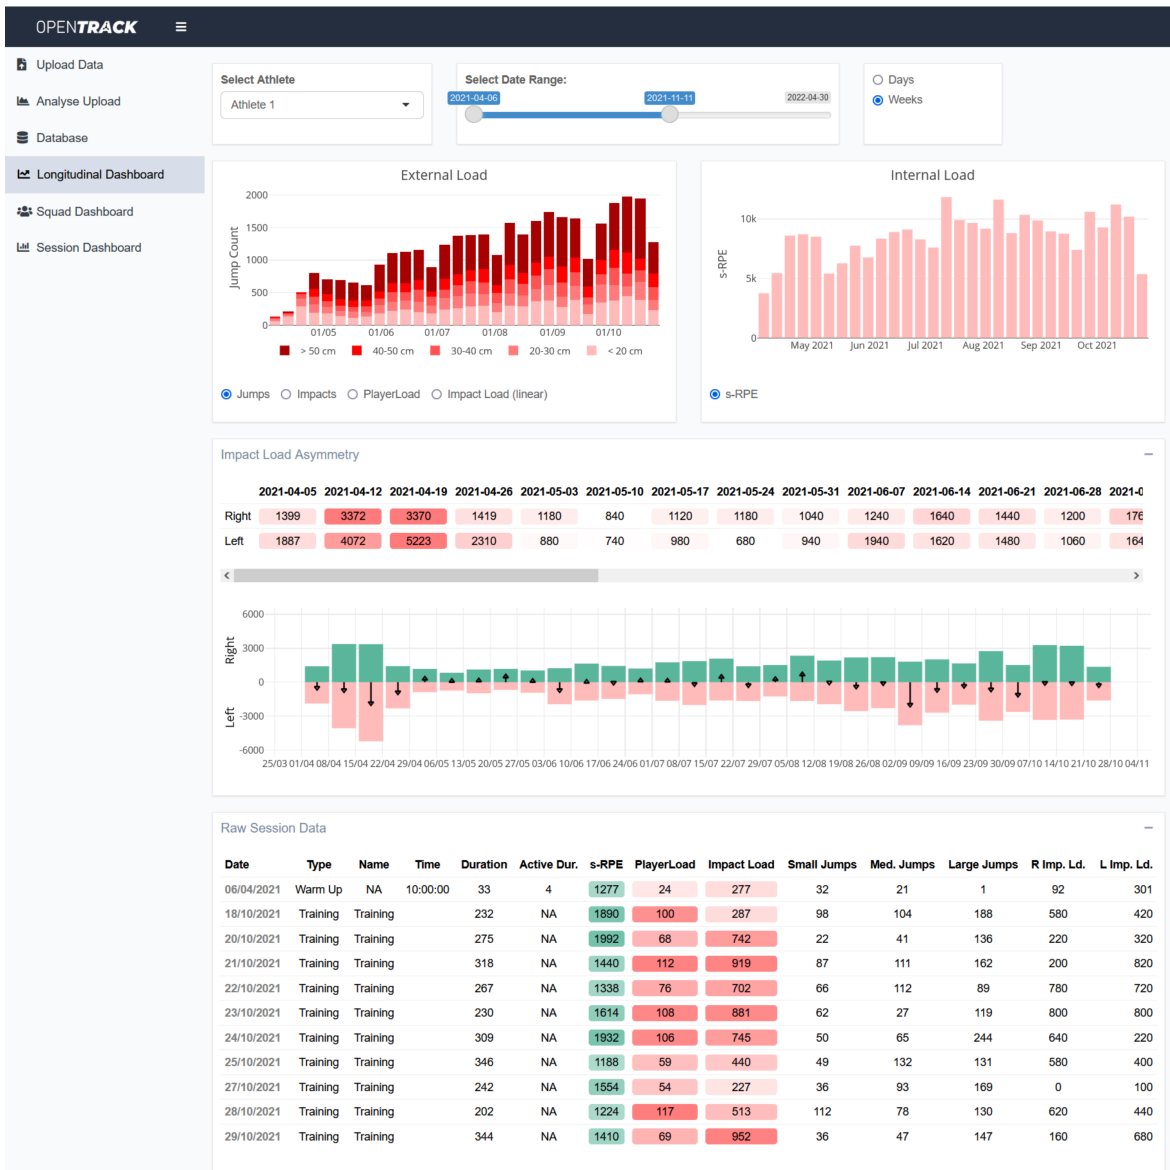 OPENTRACK
Upload Data
Analyse Upload
Database
Longitudinal Dashboard
Squad Dashboard
Session Dashboard
Select Athlete
Athlete 1
Select Date Range:
2021-04-06 2021-11-11 2022-04-30
Days
Weeks
External Load
Jump Count
2000
1500
1000
500
0
01/05 01/06 01/07 01/08 01/09 01/10
> 50 cm 40-50 cm 30-40 cm 20-30 cm < 20 cm
Jumps Impacts PlayerLoad Impact Load (linear)
Internal Load
s-RPE
10k
5k
0
May 2021 Jun 2021 Jul 2021 Aug 2021 Sep 2021 Oct 2021
s-RPE
Impact Load Asymmetry
2021-04-05 2021-04-12 2021-04-19 2021-04-26 2021-05-03 2021-05-10 2021-05-17 2021-05-24 2021-05-31 2021-06-07 2021-06-14 2021-06-21 2021-06-28 2021-0
Right 1399 3372 3370 1419 1180 840 1120 1180 1040 1240 1640 1440 1200 176
Left 1887 4072 5223 2310 880 740 980 680 940 1940 1620 1480 1060 164
Right
Left
6000
3000
0
-3000
-6000
25/03 01/04 08/04 15/04 22/04 29/04 06/05 13/05 20/05 27/05 03/06 10/06 17/06 24/06 01/07 08/07 15/07 22/07 29/07 05/08 12/08 19/08 26/08 02/09 09/09 16/09 23/09 30/09 07/10 14/10 21/10 28/10 04/11
Raw Session Data
Date Type Name Time Duration Active Dur. s-RPE PlayerLoad Impact Load Small Jumps Med. Jumps Large Jumps R Imp. Ld. L Imp. Ld.
06/04/2021 Warm Up NA 10:00:00 33 4 1277 24 277 32 21 1 92 301
18/10/2021 Training Training 232 NA 1890 100 287 98 104 188 580 420
20/10/2021 Training Training 275 NA 1992 68 742 22 41 136 220 320
21/10/2021 Training Training 318 NA 1440 112 919 87 111 162 200 820
22/10/2021 Training Training 267 NA 1338 76 702 66 112 89 780 720
23/10/2021 Training Training 230 NA 1614 108 881 62 27 119 800 800
24/10/2021 Training Training 309 NA 1932 106 745 50 65 244 640 220
25/10/2021 Training Training 346 NA 1188 59 440 49 132 131 580 400
27/10/2021 Training Training 242 NA 1554 54 227 36 93 169 0 100
28/10/2021 Training Training 202 NA 1224 117 513 112 78 130 620 440
29/10/2021 Training Training 344 NA 1410 69 952 36 47 147 160 680